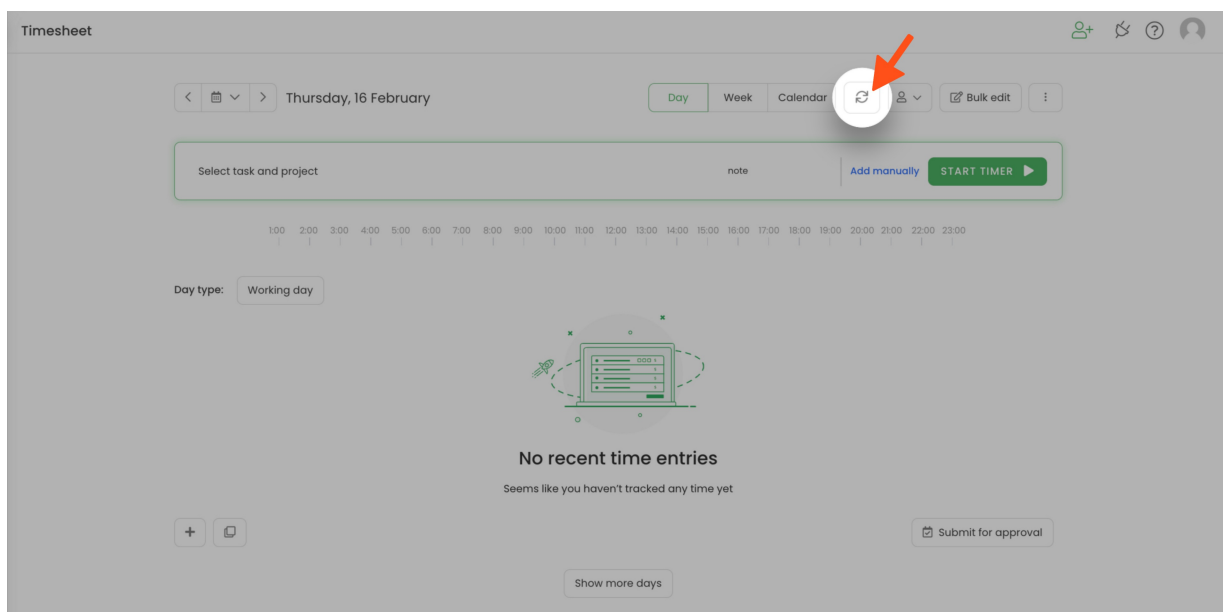 Timesheet
Thursday, 16 February
Day Week Calendar Bulk edit
Select task and project note Add manually START TIMER
1:00 2:00 3:00 4:00 5:00 6:00 7:00 8:00 9:00 10:00 11:00 12:00 13:00 14:00 15:00 16:00 17:00 18:00 19:00 20:00 21:00 22:00 23:00
Day type: Working day
No recent time entries
Seems like you haven't tracked any time yet
Submit for approval
Show more days